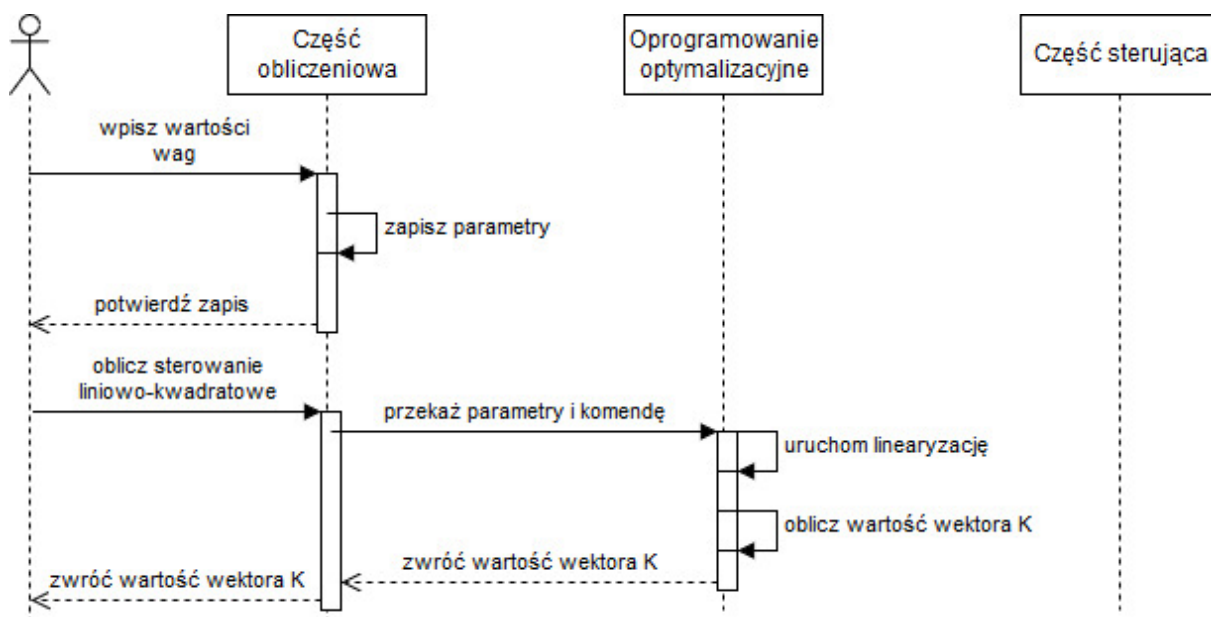 Część
obliczeniowa
Oprogramowanie
optymalizacyjne
Część sterująca
wpisz wartości
wag
zapisz parametry
potwierdź zapis
oblicz sterowanie
liniowo-kwadratowe
przekaż parametry i komendę
uruchom linearyzację
oblicz wartość wektora K
zwróć wartość wektora K
zwróć wartość wektora K